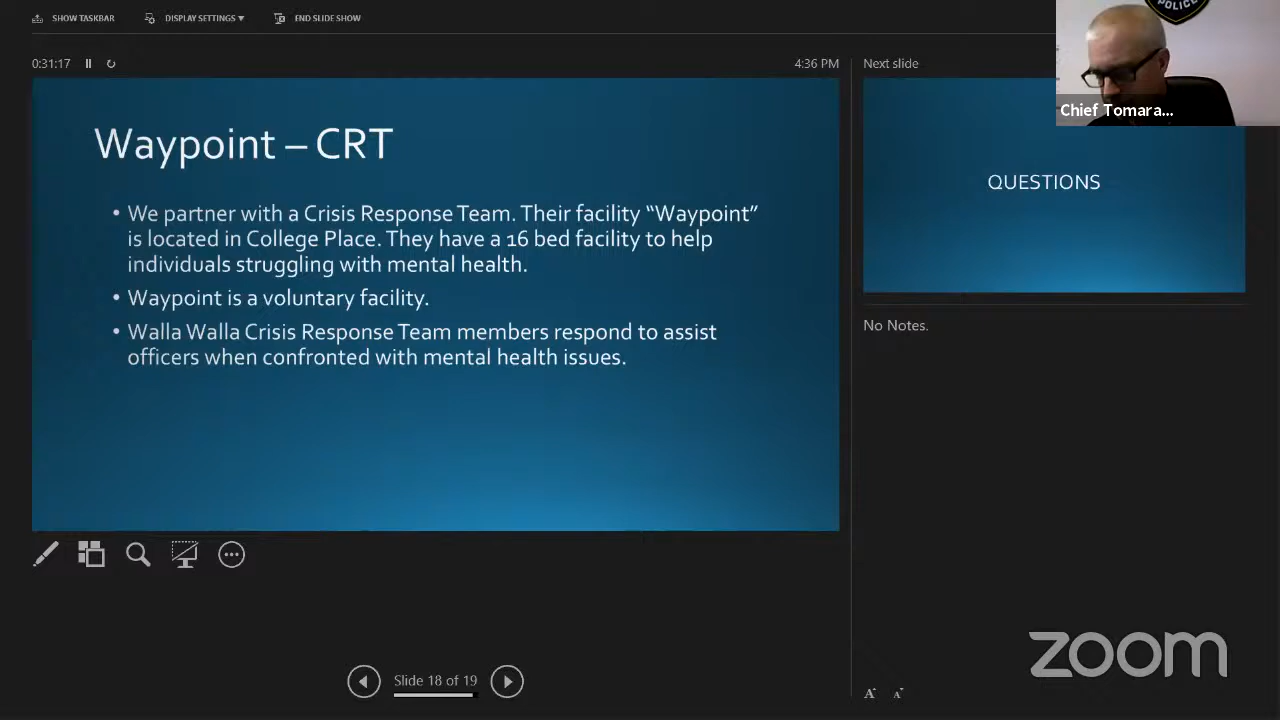 SHOW TASKBAR
DISPLAY SETTINGS ▾
END SLIDE SHOW
POLICE
0:31:17
4:36 PM
Next slide
Chief Tomara...
Waypoint – CRT
• We partner with a Crisis Response Team. Their facility “Waypoint”
is located in College Place. They have a 16 bed facility to help
individuals struggling with mental health.
• Waypoint is a voluntary facility.
• Walla Walla Crisis Response Team members respond to assist
officers when confronted with mental health issues.
QUESTIONS
No Notes.
Slide 18 of 19
A A
zoom